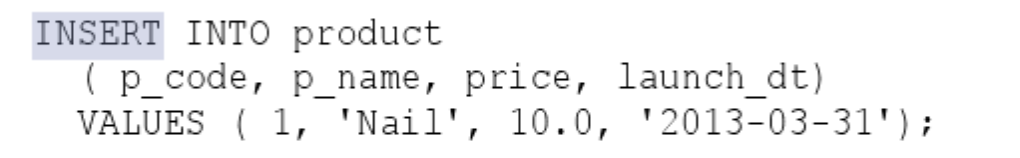 INSERT INTO product
( p_code, p_name, price, launch_dt)
VALUES ( 1, 'Nail', 10.0, '2013-03-31');